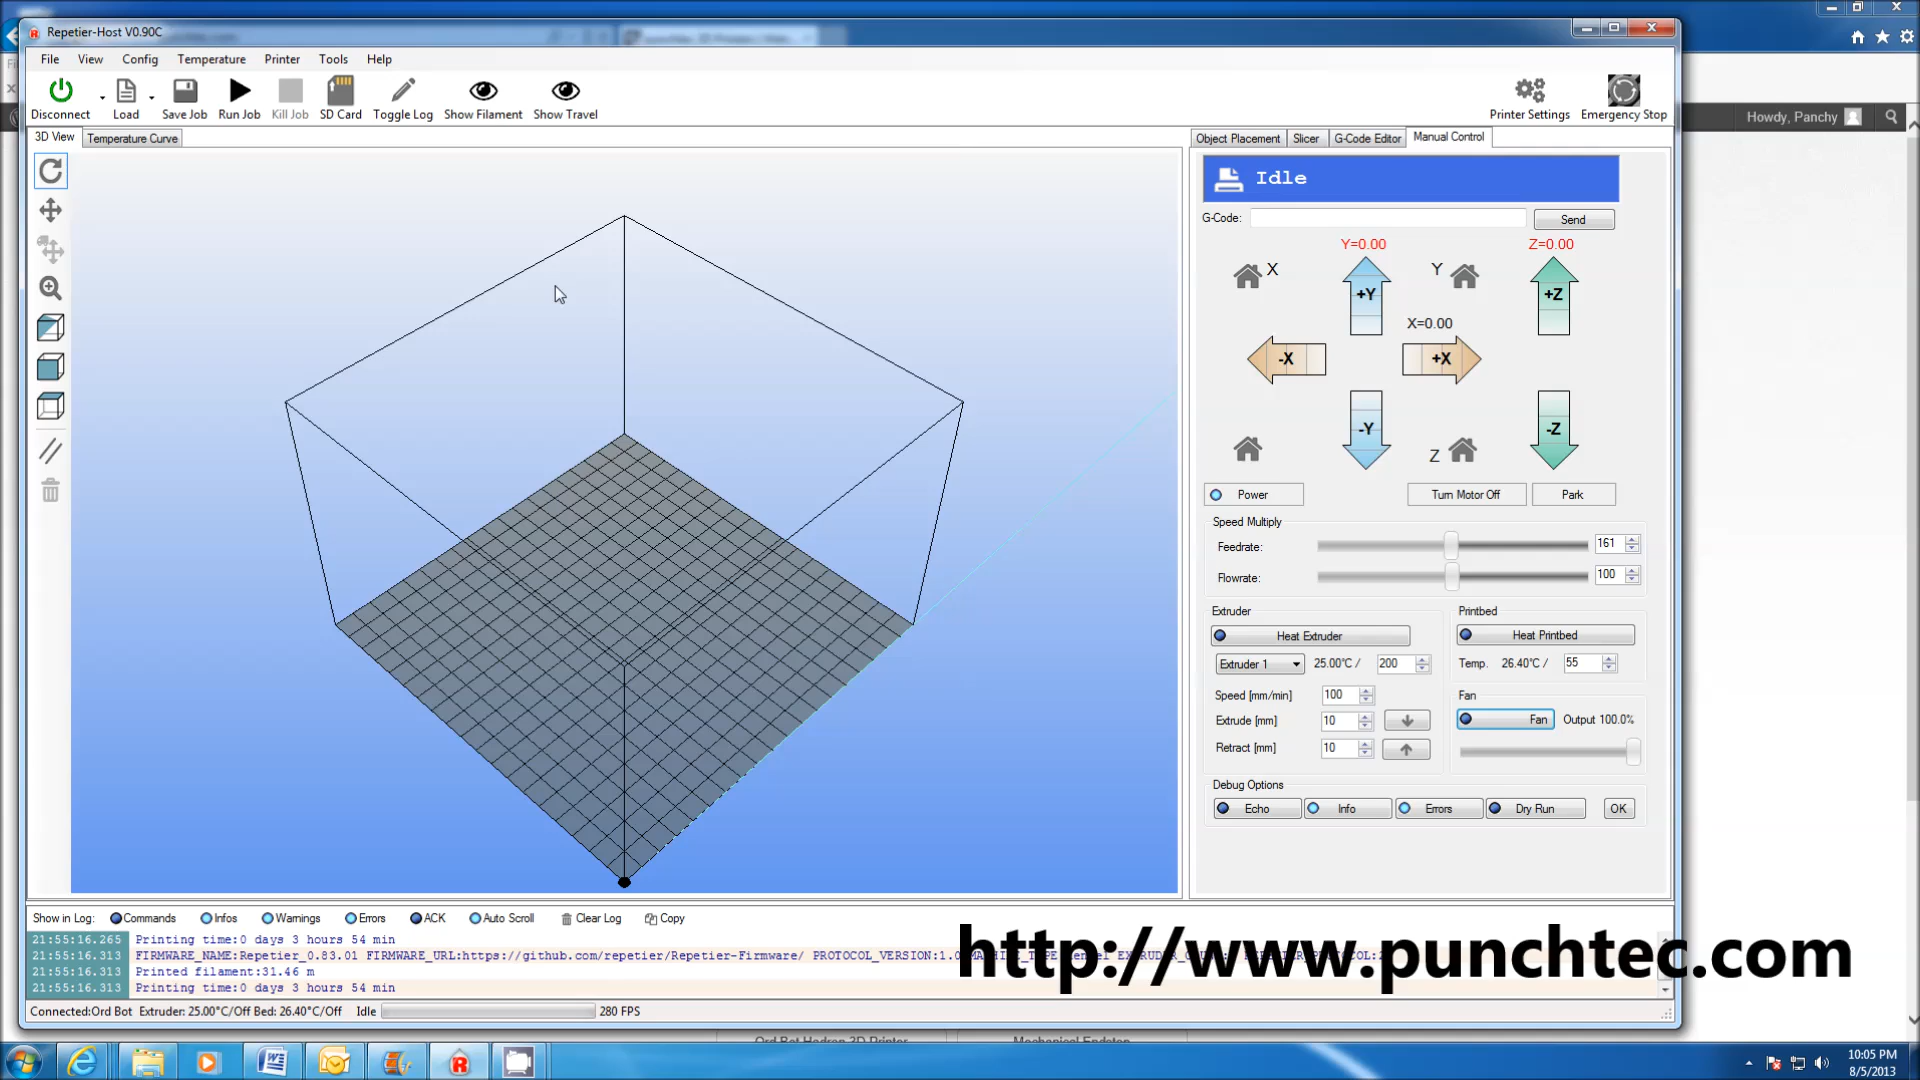 Repetier-Host V0.90C
File View Config Temperature Printer Tools Help
Disconnect Load Save Job Run Job Kill Job SD Card Toggle Log Show Filament Show Travel Printer Settings Emergency Stop
Howdy, Panchy
3D View Temperature Curve
Object Placement Slicer G-Code Editor Manual Control
Idle
G-Code: Send
Y=0.00 Z=0.00
X +Y Y +Z
X=0.00
-X +X
-Y Z -Z
Power Turn Motor Off Park
Speed Multiply
Feedrate: 161
Flowrate: 100
Extruder Printbed
Heat Extruder Heat Printbed
Extruder 1 25.00°C / 200 Temp. 26.40°C / 55
Speed [mm/min] 100 Fan
Extrude [mm] 10 Fan Output 100.0%
Retract [mm] 10
Debug Options
Echo Info Errors Dry Run OK
Show in Log: Commands Infos Warnings Errors ACK Auto Scroll Clear Log Copy
21:55:16.265 Printing time:0 days 3 hours 54 min
21:55:16.313 FIRMWARE_NAME:Repetier_0.83.01 FIRMWARE_URL:https://github.com/repetier/Repetier-Firmware/ PROTOCOL_VERSION:1.0
21:55:16.313 Printed filament:31.46 m
21:55:16.313 Printing time:0 days 3 hours 54 min
http://www.punchtec.com
Connected:Ord Bot Extruder: 25.00°C/Off Bed: 26.40°C/Off Idle 280 FPS
Ord Bot Hadron 3D Printer Mechanical Endstop
10:05 PM
8/5/2013